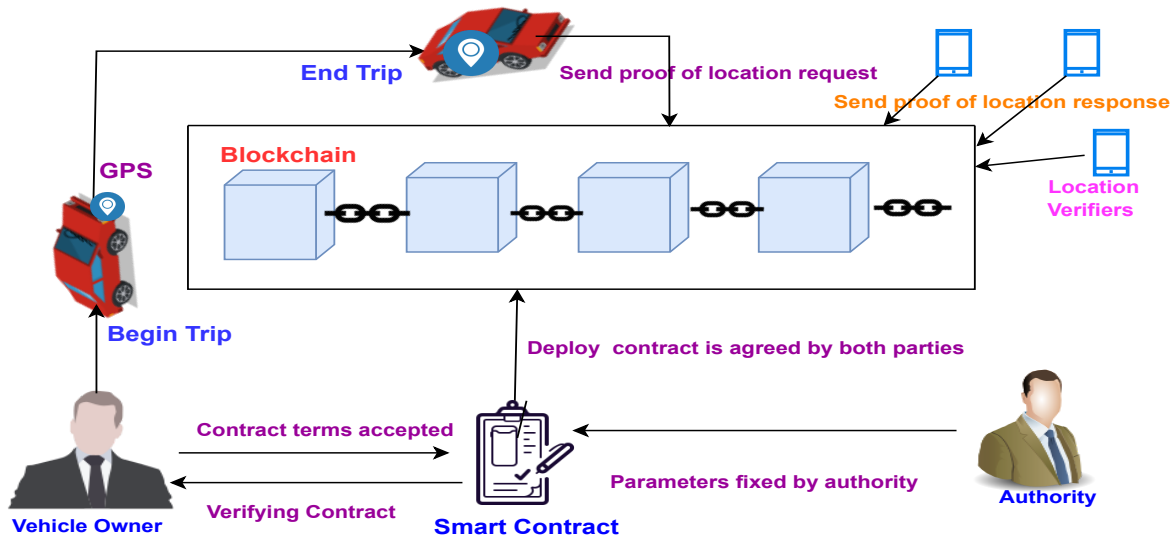 End Trip
Send proof of location request
Send proof of location response
Blockchain
GPS
Location
Verifiers
Begin Trip
Deploy contract is agreed by both parties
Contract terms accepted
Parameters fixed by authority
Verifying Contract
Vehicle Owner
Smart Contract
Authority